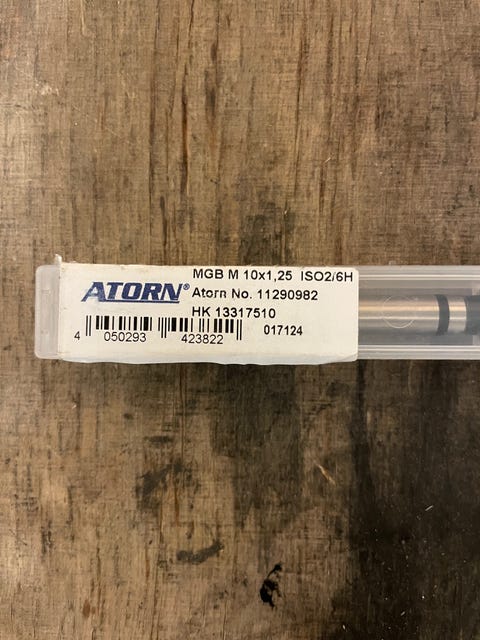 MGB M 10x1,25 ISO2/6H
ATORN®
Atorn No. 11290982
HK 13317510
4 050293 423822
017124